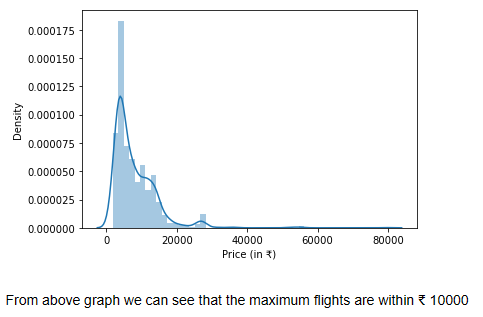 0.000175
0.000150
0.000125
0.000100
0.000075
0.000050
0.000025
0.000000
Density
0 20000 40000 60000 80000
Price (in ₹)
From above graph we can see that the maximum flights are within ₹ 10000